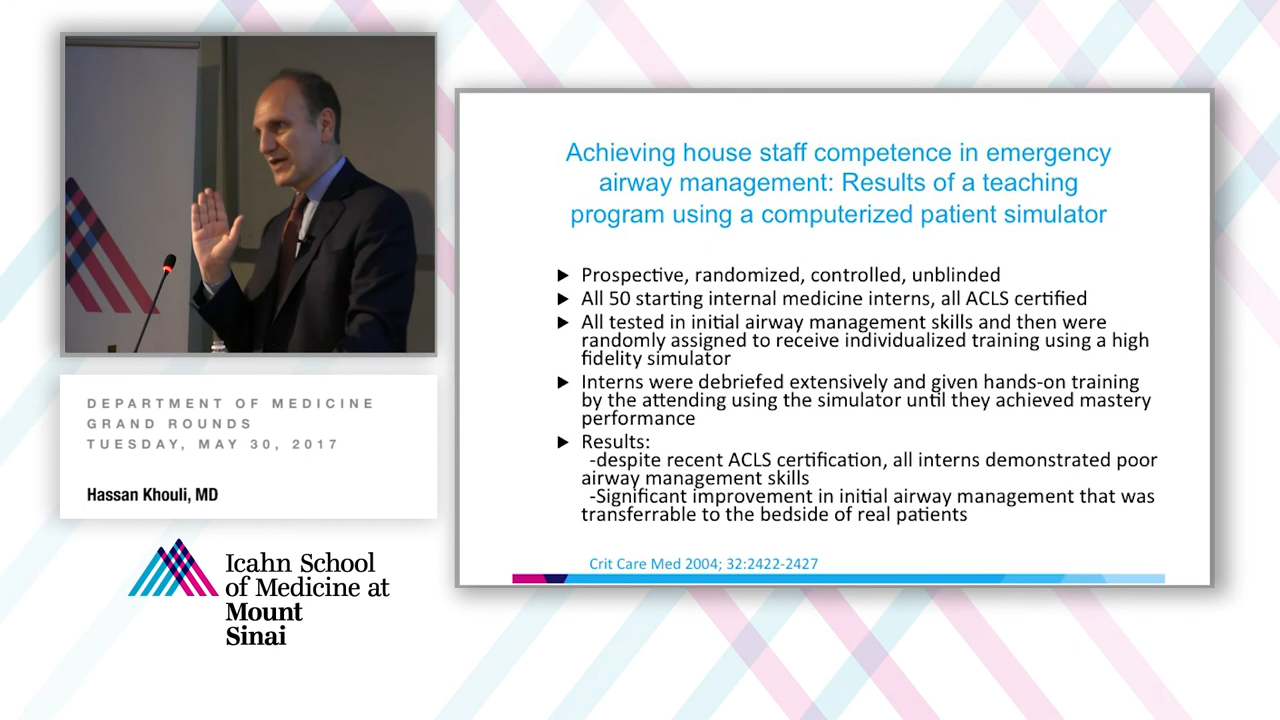 DEPARTMENT OF MEDICINE
GRAND ROUNDS
TUESDAY, MAY 30, 2017
Hassan Khouli, MD
Icahn School
of Medicine at
Mount
Sinai
Achieving house staff competence in emergency
airway management: Results of a teaching
program using a computerized patient simulator
▶ Prospective, randomized, controlled, unblinded
▶ All 50 starting internal medicine interns, all ACLS certified
▶ All tested in initial airway management skills and then were
randomly assigned to receive individualized training using a high
fidelity simulator
▶ Interns were debriefed extensively and given hands-on training
by the attending using the simulator until they achieved mastery
performance
▶ Results:
-despite recent ACLS certification, all interns demonstrated poor
airway management skills
-Significant improvement in initial airway management that was
transferrable to the bedside of real patients
Crit Care Med 2004; 32:2422-2427